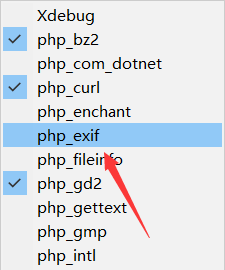 Xdebug
php_bz2
php_com_dotnet
php_curl
php_enchant
php_exif
php_fileinfo
php_gd2
php_gettext
php_gmp
php_intl